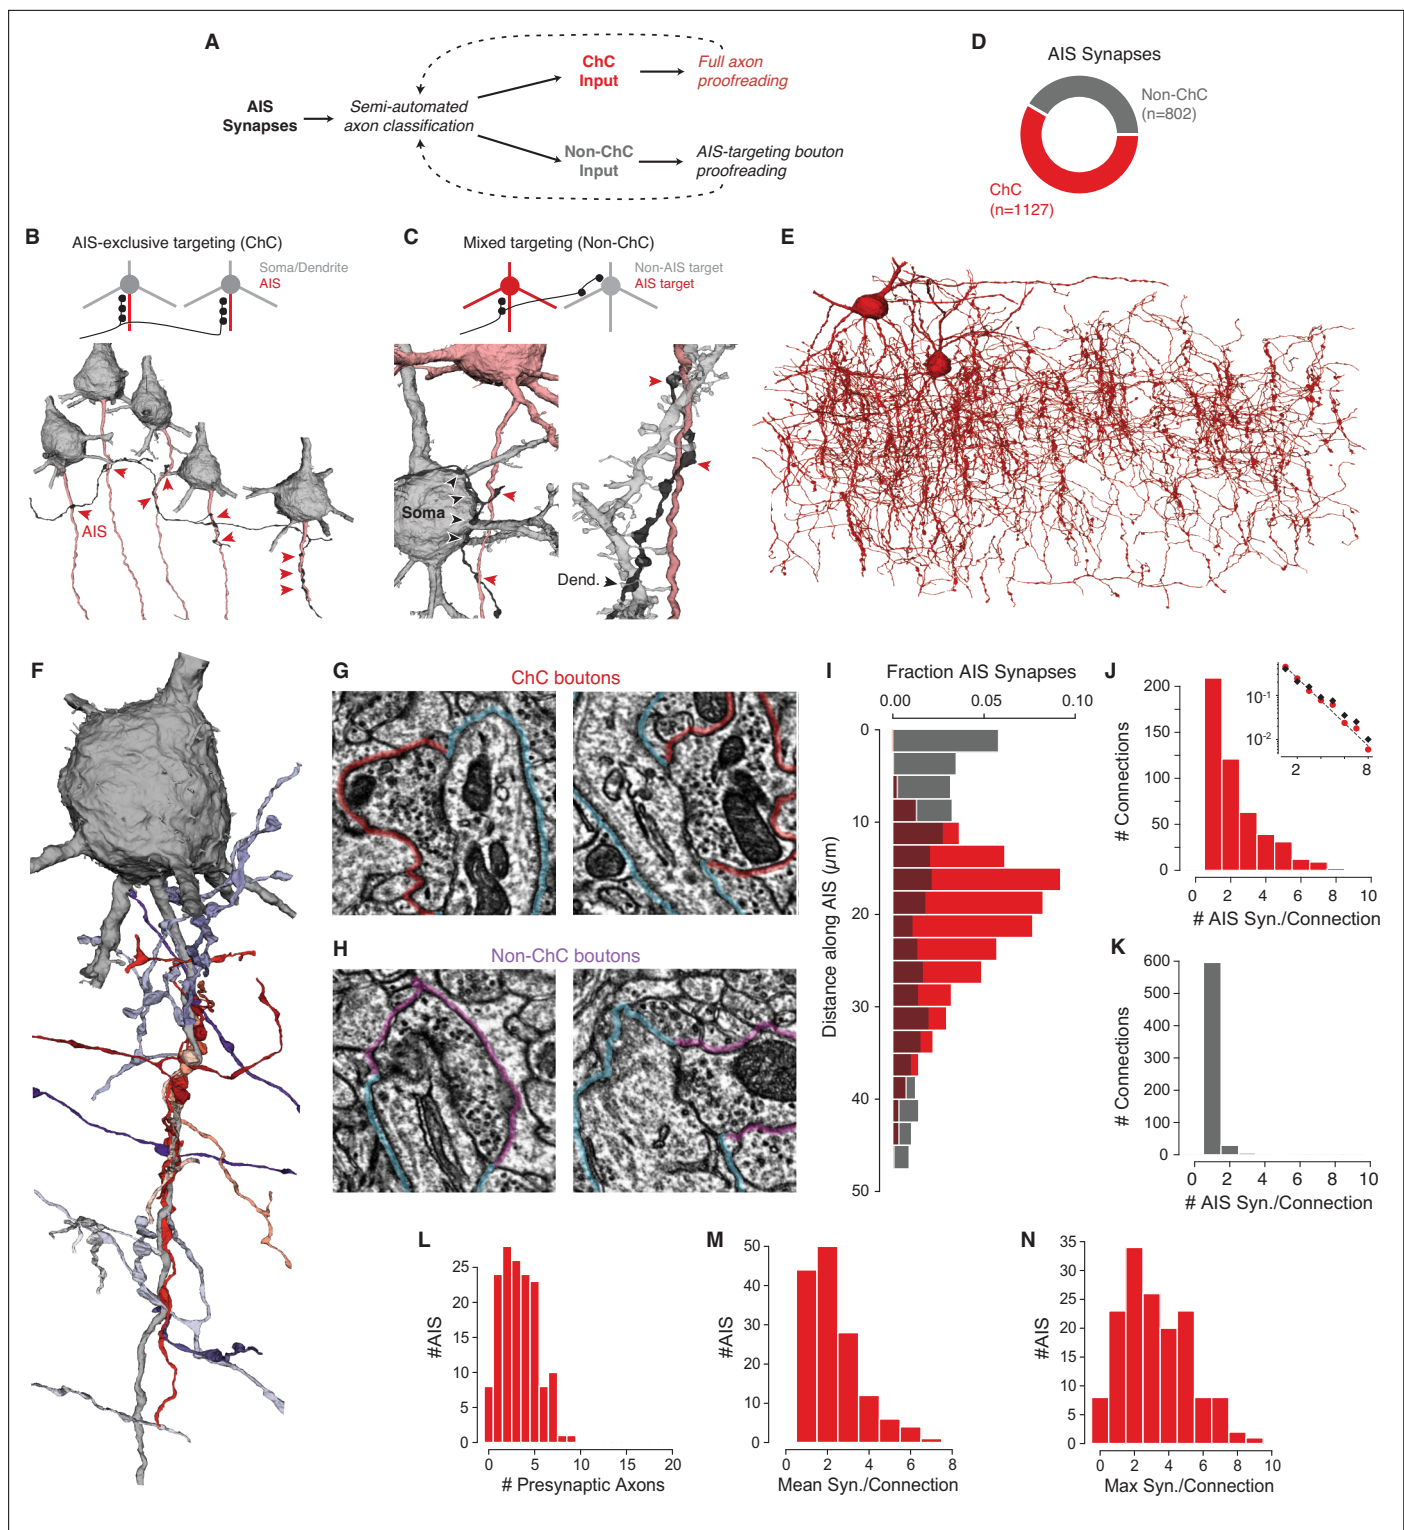 A
AIS
Synapses
Semi-automated
axon classification
ChC
Input
Full axon
proofreading
Non-ChC
Input
AIS-targeting bouton
proofreading
D
AIS Synapses
Non-ChC
(n=802)
ChC
(n=1127)
B
AIS-exclusive targeting (ChC)
Soma/Dendrite
AIS
AIS
C
Mixed targeting (Non-ChC)
Non-AIS target
AIS target
Soma
Dend.
E
F
G
ChC boutons
H
Non-ChC boutons
I
Fraction AIS Synapses
0.00 0.05 0.10
Distance along AIS (µm)
0
10
20
30
40
50
J
# Connections
200
150
100
50
0
0 2 4 6 8 10
# AIS Syn./Connection
10⁻¹
10⁻²
2 8
K
# Connections
600
500
400
300
200
100
0
0 2 4 6 8 10
# AIS Syn./Connection
L
#AIS
25
20
15
10
5
0
0 5 10 15 20
# Presynaptic Axons
M
#AIS
50
40
30
20
10
0
0 2 4 6 8
Mean Syn./Connection
N
#AIS
35
30
25
20
15
10
5
0
0 2 4 6 8 10
Max Syn./Connection